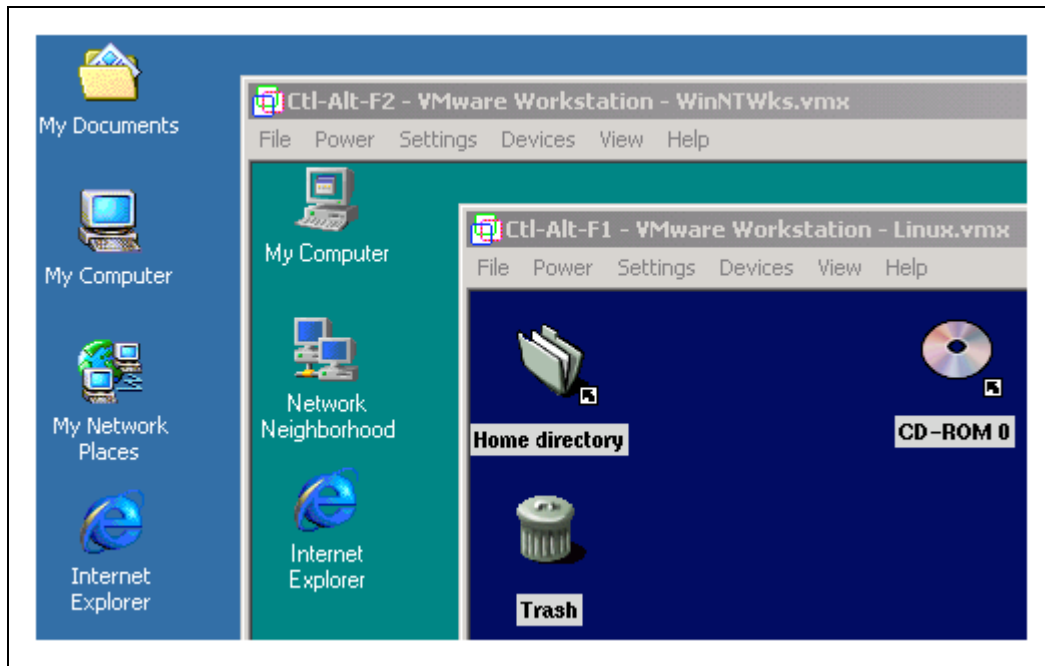 My Documents
My Computer
My Network
Places
Internet
Explorer
Ctl-Alt-F2 - VMware Workstation - WinNTWks.vmx
File Power Settings Devices View Help
My Computer
Network
Neighborhood
Internet
Explorer
Ctl-Alt-F1 - VMware Workstation - Linux.vmx
File Power Settings Devices View Help
Home directory
CD-ROM 0
Trash